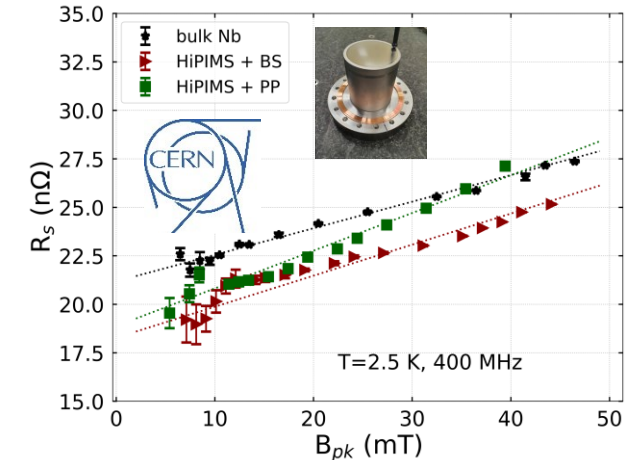 35.0
32.5
30.0
27.5
25.0
22.5
20.0
17.5
15.0
R_s (nΩ)
bulk Nb
HiPIMS + BS
HiPIMS + PP
CERN
T=2.5 K, 400 MHz
0 10 20 30 40 50
B_pk (mT)